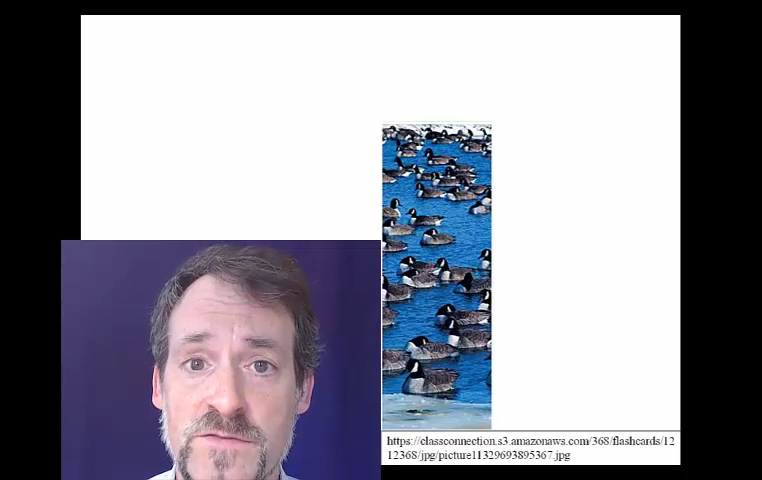 https://classconnection.s3.amazonaws.com/368/flashcards/12
12368/jpg/picture11329693895367.jpg